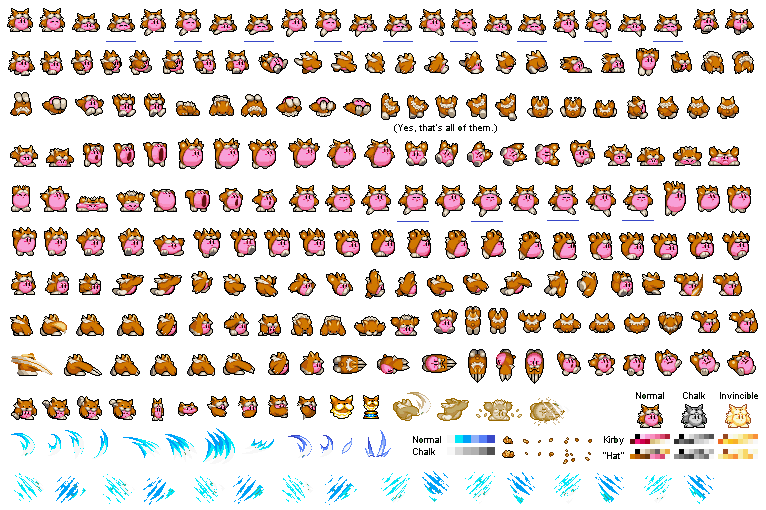 (Yes, that's all of them.)
Normal Chalk Invincible
Normal
Chalk
Kirby
"Hat"